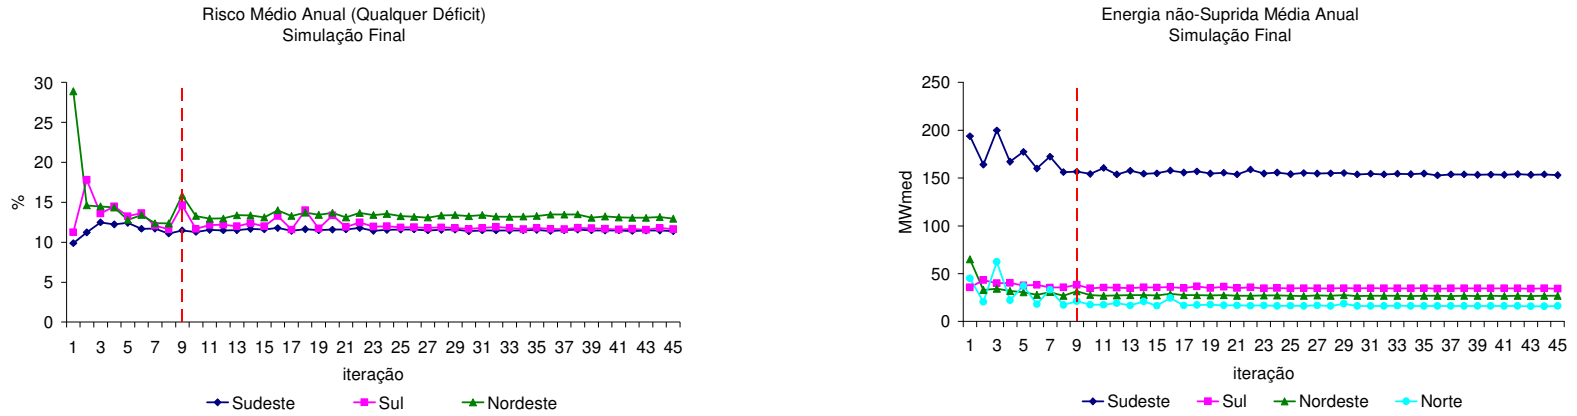 Risco Médio Anual (Qualquer Déficit)
Simulação Final
30
25
20
15
10
5
0
%
1 3 5 7 9 11 13 15 17 19 21 23 25 27 29 31 33 35 37 39 41 43 45
iteração
Sudeste Sul Nordeste
Energia não-Suprida Média Anual
Simulação Final
250
200
150
100
50
0
MWmed
1 3 5 7 9 11 13 15 17 19 21 23 25 27 29 31 33 35 37 39 41 43 45
iteração
Sudeste Sul Nordeste Norte